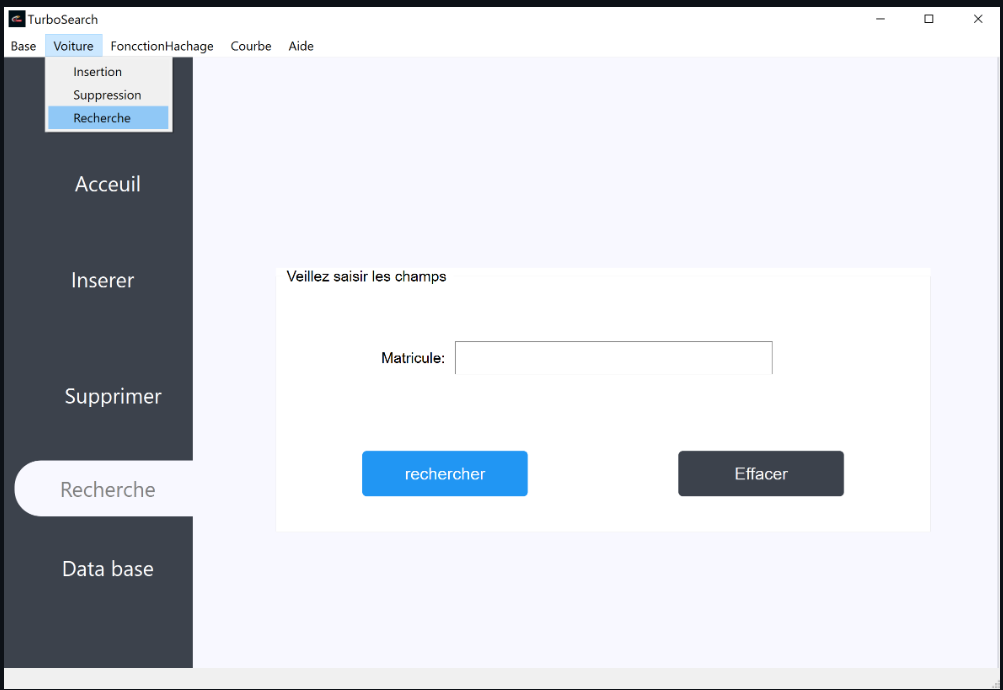 TurboSearch
Base Voiture FoncctionHachage Courbe Aide
Insertion
Suppression
Recherche
Acceuil
Inserer
Supprimer
Recherche
Data base
Veillez saisir les champs
Matricule:
rechercher Effacer